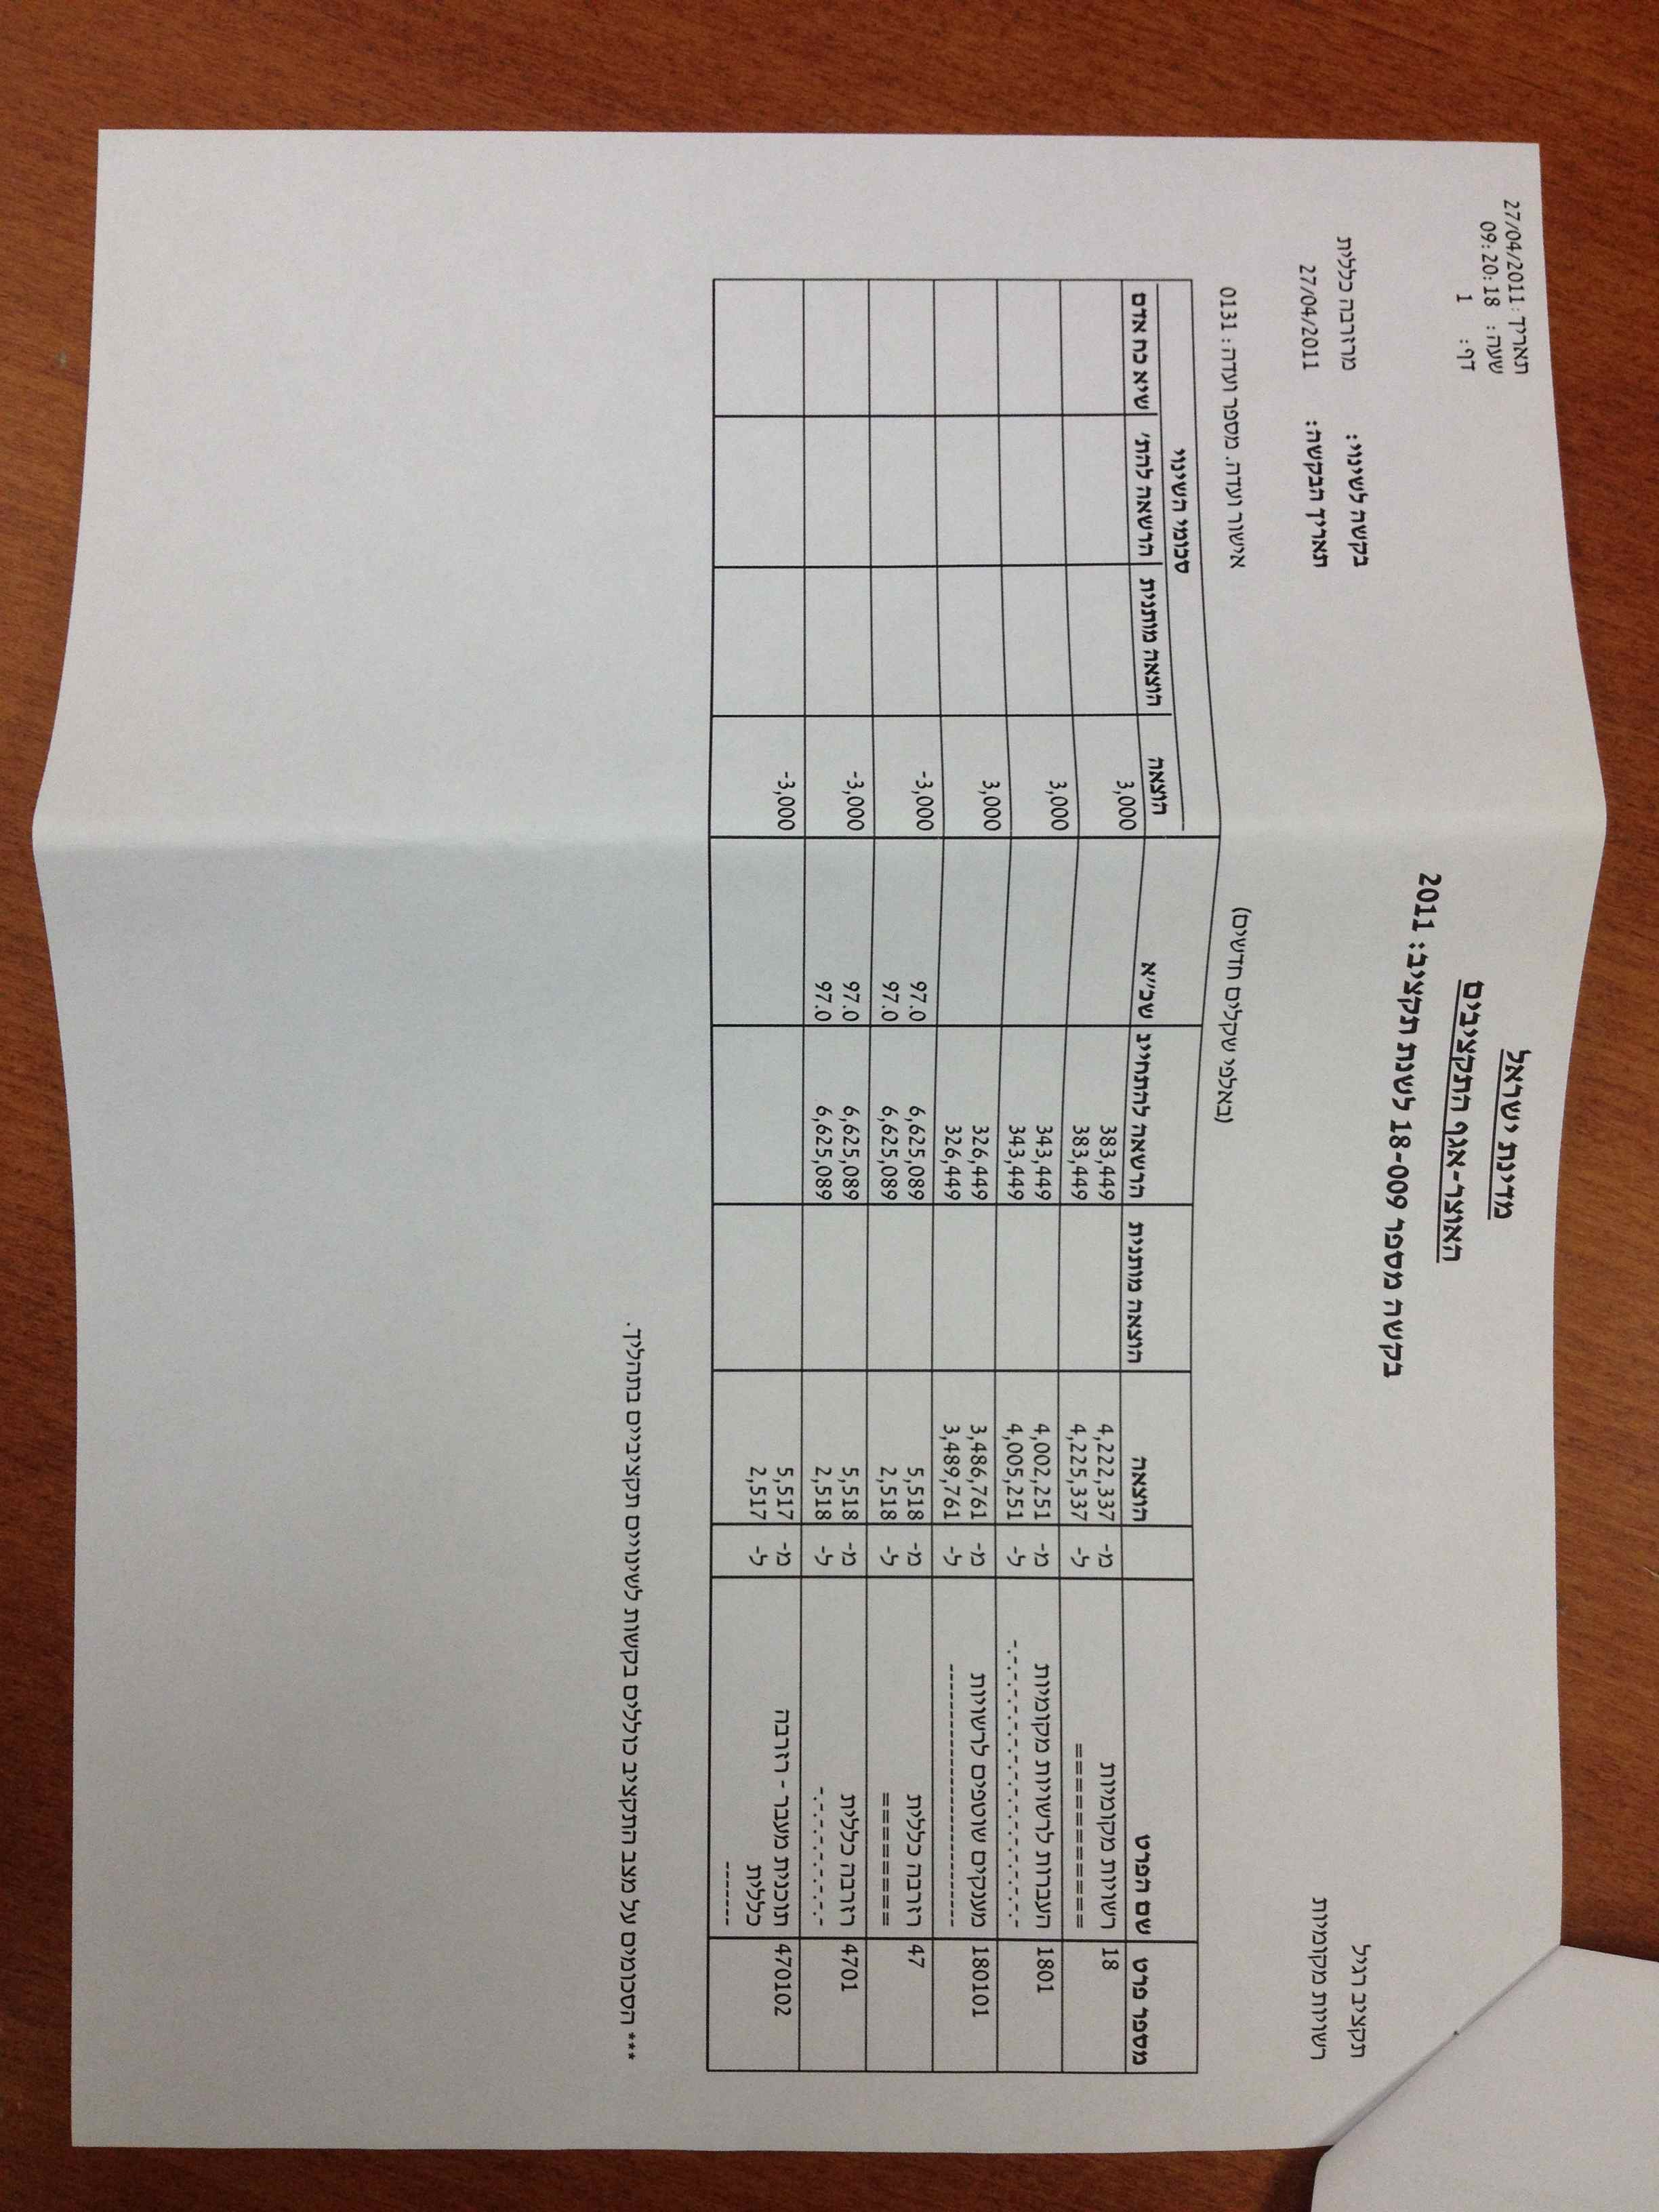 תאריך: 27/04/2011
שעה: 09:20:18
דף: 1
מדינת ישראל
האוצר-אגף התקציבים
בקשה מספר 18-009 לשנת תקציב: 2011
תקציב רגיל
רשויות מקומיות
בקשה לשינוי: מרזרבה כללית
תאריך הבקשה: 27/04/2011
(באלפי שקלים חדשים)
אישור ועדה. מספר ועדה: 0131
סכומי השינוי
מספר פרט שם הפרט הוצאה הוצאה מותנית הרשאה להתחייב שכ"א הוצאה הוצאה מותנית הרשאה להת' שיא כח אדם
18 רשויות מקומיות מ- 4,222,337 383,449 3,000
============ ל- 4,225,337 383,449
1801 העברות לרשויות מקומיות מ- 4,002,251 343,449 3,000
-.-.-.-.-.-.-.-.-.-.-.- ל- 4,005,251 343,449
180101 מענקים שוטפים לרשויות מ- 3,486,761 326,449 3,000
---------------------- ל- 3,489,761 326,449
47 רזרבה כללית מ- 5,518 6,625,089 97.0 -3,000
========= ל- 2,518 6,625,089 97.0
4701 רזרבה כללית מ- 5,518 6,625,089 97.0 -3,000
-.-.-.-.-.- ל- 2,518 6,625,089 97.0
470102 תוכנית מעבר - רזרבה מ- 5,517 -3,000
כללית ל- 2,517
-------
*** הסכומים על מצב התקציב כוללים בקשות לשינויים תקציביים בתהליך.